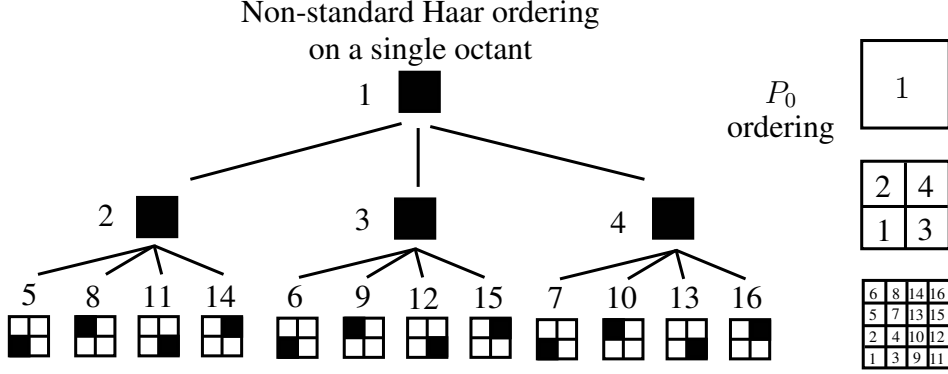 Non-standard Haar ordering
on a single octant
1
2
3
4
5 8 11 14 6 9 12 15 7 10 13 16
P₀
ordering
1
2 4
1 3
6 8 14 16
5 7 13 15
2 4 10 12
1 3 9 11